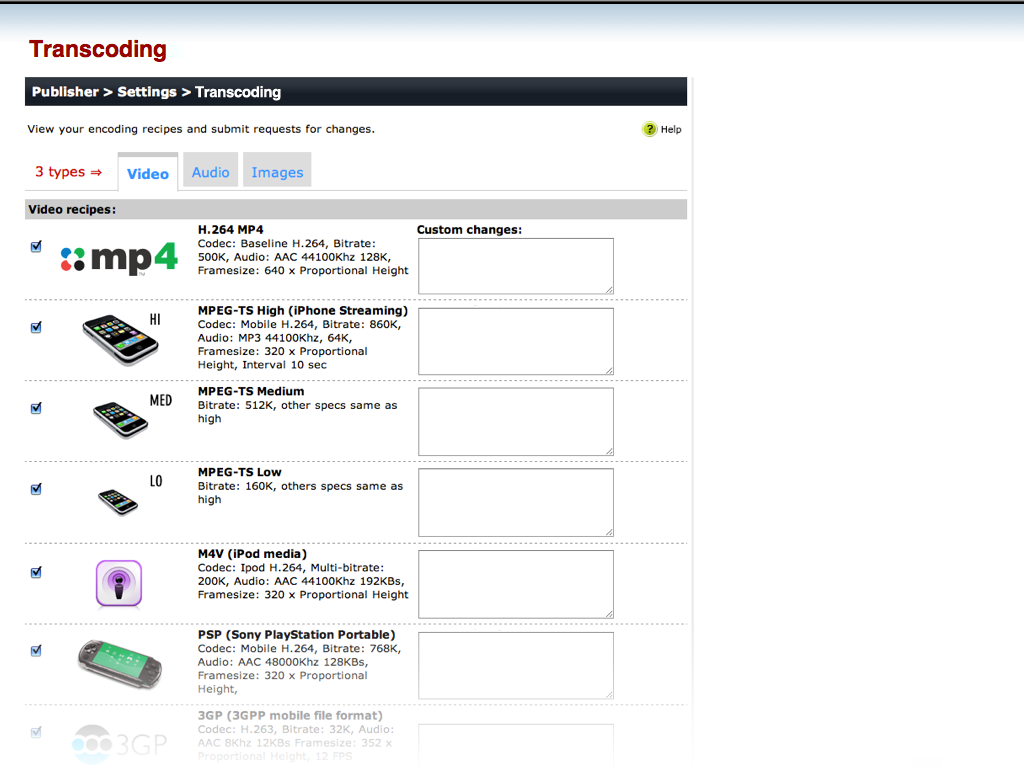 Transcoding
Publisher > Settings > Transcoding
View your encoding recipes and submit requests for changes.
? Help
3 types ⇒ Video Audio Images
Video recipes:
mp4™
H.264 MP4
Codec: Baseline H.264, Bitrate:
500K, Audio: AAC 44100Khz 128K,
Framesize: 640 x Proportional Height
Custom changes:
HI
MPEG-TS High (iPhone Streaming)
Codec: Mobile H.264, Bitrate: 860K,
Audio: MP3 44100Khz, 64K,
Framesize: 320 x Proportional
Height, Interval 10 sec
MED
MPEG-TS Medium
Bitrate: 512K, other specs same as
high
LO
MPEG-TS Low
Bitrate: 160K, others specs same as
high
M4V (iPod media)
Codec: Ipod H.264, Multi-bitrate:
200K, Audio: AAC 44100Khz 192KBs,
Framesize: 320 x Proportional Height
PSP (Sony PlayStation Portable)
Codec: Mobile H.264, Bitrate: 768K,
Audio: AAC 48000Khz 128KBs,
Framesize: 320 x Proportional
Height,
3GP
3GP (3GPP mobile file format)
Codec: H.263, Bitrate: 32K, Audio:
AAC 8Khz 12KBs Framesize: 352 x
Proportional Height, 12 FPS